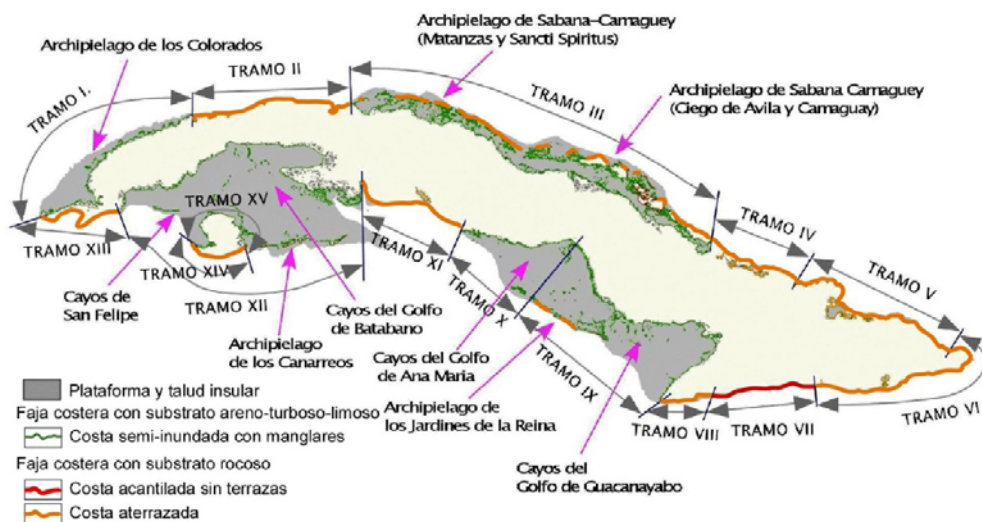 Archipielago de Sabana–Camaguey
(Matanzas y Sancti Spiritus)
Archipielago de los Colorados
TRAMO II
Archipielago de Sabana Camaguey
(Ciego de Avila y Camaguay)
TRAMO I.
TRAMO III
TRAMO XV
TRAMO IV
TRAMO XIII
TRAMO XIV
TRAMO XI
TRAMO V
TRAMO XII
Cayos de
San Felipe
Cayos del Golfo
de Batabano
TRAMO X
Archipielago
de los Canarreos
Cayos del Golfo
de Ana Maria
TRAMO IX
TRAMO VI
Archipielago de
los Jardines de la Reina
TRAMO VIII
TRAMO VII
Cayos del
Golfo de Guacanayabo
Plataforma y talud insular
Faja costera con substrato areno-turboso-limoso
Costa semi-inundada con manglares
Faja costera con substrato rocoso
Costa acantilada sin terrazas
Costa aterrazada